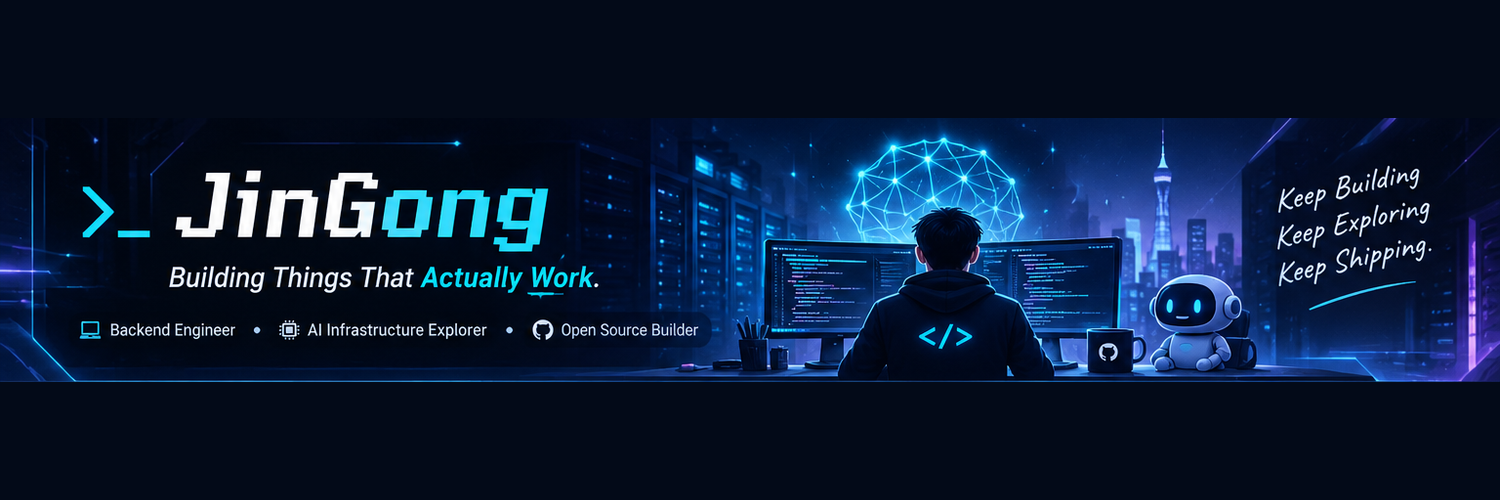 >_ JinGong
Building Things That Actually Work.
Backend Engineer • AI Infrastructure Explorer • Open Source Builder
</>
Keep Building
Keep Exploring
Keep Shipping.